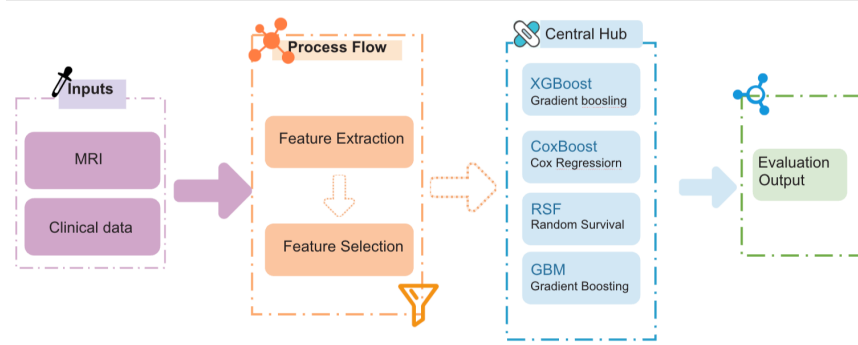 Inputs
MRI
Clinical data
Process Flow
Feature Extraction
Feature Selection
Central Hub
XGBoost
Gradient boosling
CoxBoost
Cox Regressiorn
RSF
Random Survival
GBM
Gradient Boosting
Evaluation
Output